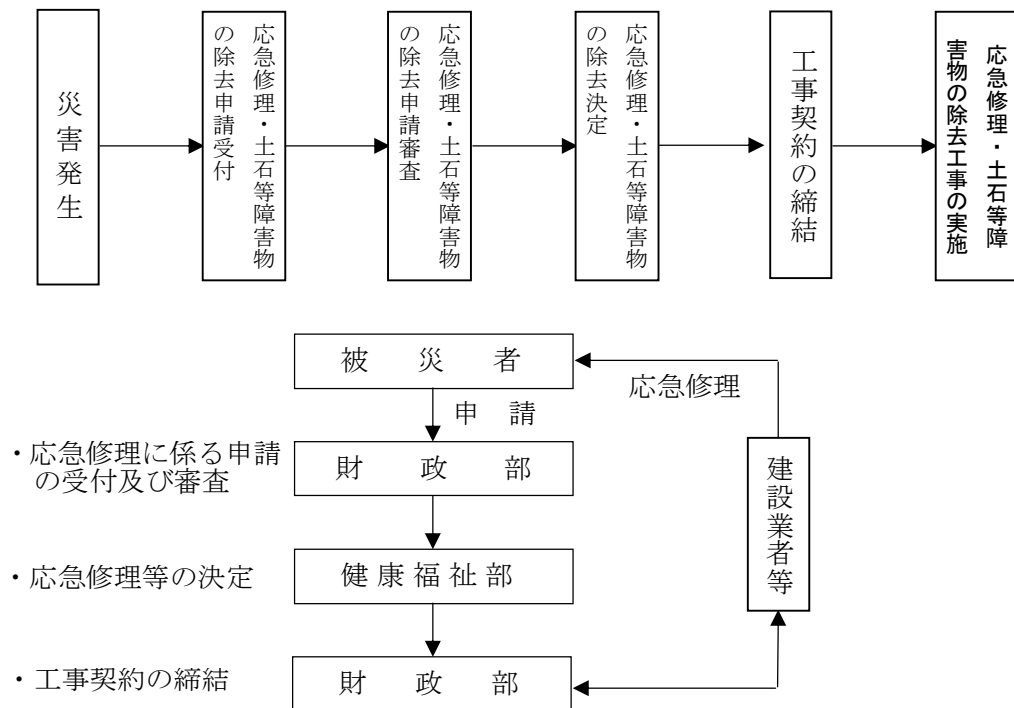 災害発生
応急修理・土石等障害物
の除去申請受付
応急修理・土石等障害物
の除去申請審査
応急修理・土石等障害物
の除去決定
工事契約の締結
応急修理・土石等障
害物の除去工事の実施
被災者
応急修理
申請
・応急修理に係る申請
の受付及び審査
財政部
建設業者等
・応急修理等の決定
健康福祉部
・工事契約の締結
財政部